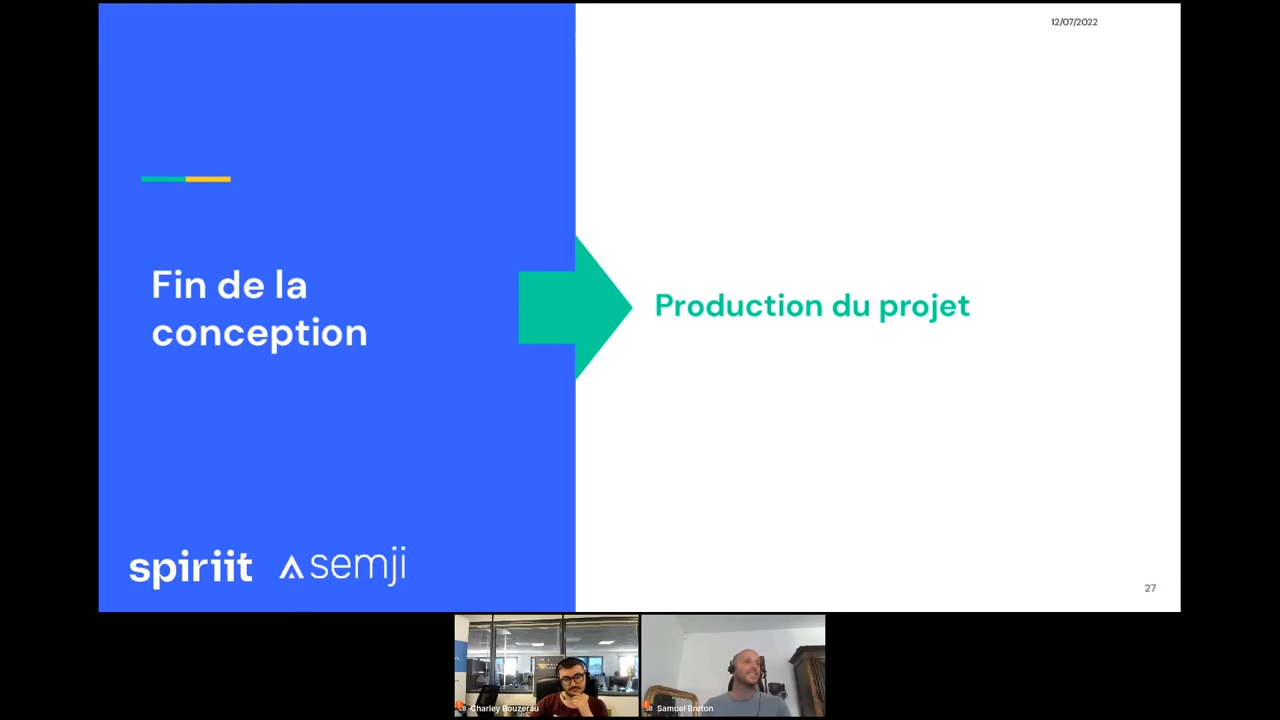 12/07/2022
Fin de la
conception
Production du projet
spiriit semji
27
Charley Bouzerau
Samuel Breton